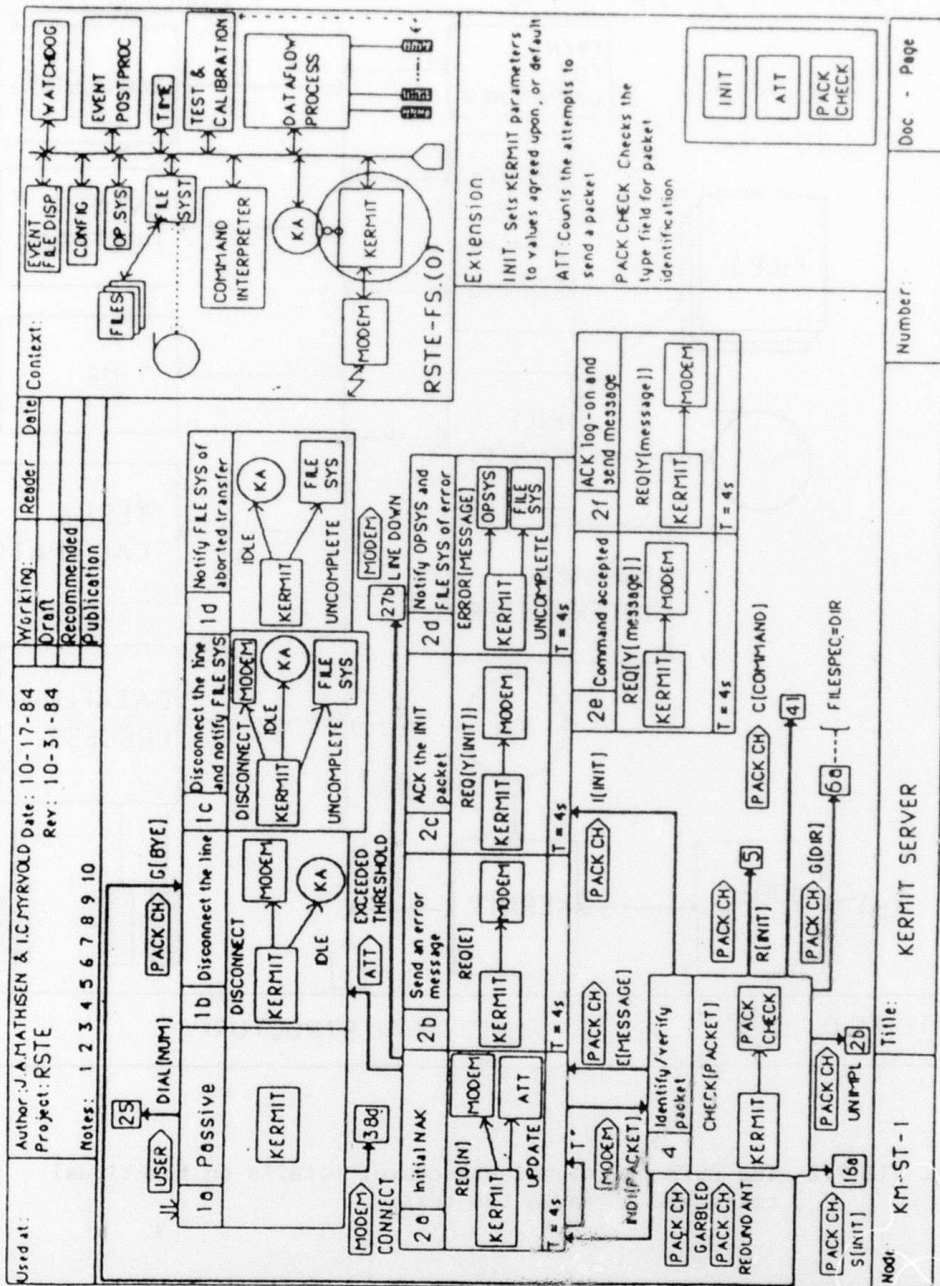 Used at:
Author: J.A.MATHISEN & I.C.MYRVOLD
Date: 10-17-84
Project: RSTE
Rev: 10-31-84
Notes: 1 2 3 4 5 6 7 8 9 10
Working:
Draft
Recommended
Publication
Reader
Date
Context:
EVENT
FILE DISP
CONFIG
OP.SYS
FILES
FILE
SYST
COMMAND
INTERPRETER
KA
MODEM
KERMIT
WATCHDOG
EVENT
POSTPROC
TIME
TEST &
CALIBRATION
DATAFLOW
PROCESS
RSTE-F.S.(0)
Extension
INIT: Sets KERMIT parameters
to values agreed upon, or default
ATT:Counts the attempts to
send a packet
PACK CHECK Checks the
type field for packet
identification
INIT
ATT
PACK
CHECK
25
USER
DIAL[NUM]
PACK CH
G[BYE]
1a
Passive
KERMIT
1b
Disconnect the line
DISCONNECT
KERMIT
MODEM
KA
IDLE
1c
Disconnect the line
and notify FILE SYS
DISCONNECT
MODEM
IDLE
KA
KERMIT
FILE
SYS
UNCOMPLETE
1d
Notify FILE SYS of
aborted transfer
IDLE
KA
KERMIT
FILE
SYS
UNCOMPLETE
MODEM
CONNECT
38d
ATT
EXCEEDED
THRESHOLD
27b
MODEM
LINE DOWN
2a
Initial NAK
REQ[N]
MODEM
KERMIT
ATT
UPDATE
T = 4s
2b
Send an error
message
REQ[E]
KERMIT
MODEM
T = 4s
2c
ACK the INIT
packet
REQ[Y[INIT]]
KERMIT
MODEM
T = 4s
2d
Notify OPSYS and
FILE SYS of error
ERROR[MESSAGE]
OPSYS
KERMIT
FILE
SYS
UNCOMPLETE
T = 4s
2e
Command accepted
REQ[Y[message]]
KERMIT
MODEM
T = 4s
2f
ACK log-on and
send message
REQ[Y[message]]
KERMIT
MODEM
T = 4s
MODEM
IND[PACKET]
PACK CH
E[MESSAGE]
PACK CH
I[INIT]
PACK CH
GARBLED
PACK CH
REDUNDANT
4
Identify/verify
packet
CHECK[PACKET]
KERMIT
PACK
CHECK
PACK CH
R[INIT]
5
PACK CH
C[COMMAND]
41
PACK CH
G[DIR]
6a
FILESPEC=DIR
PACK CH
S[INIT]
16a
PACK CH
UNIMPL
2b
Node:
KM-ST-1
Title:
KERMIT SERVER
Number:
Doc - Page